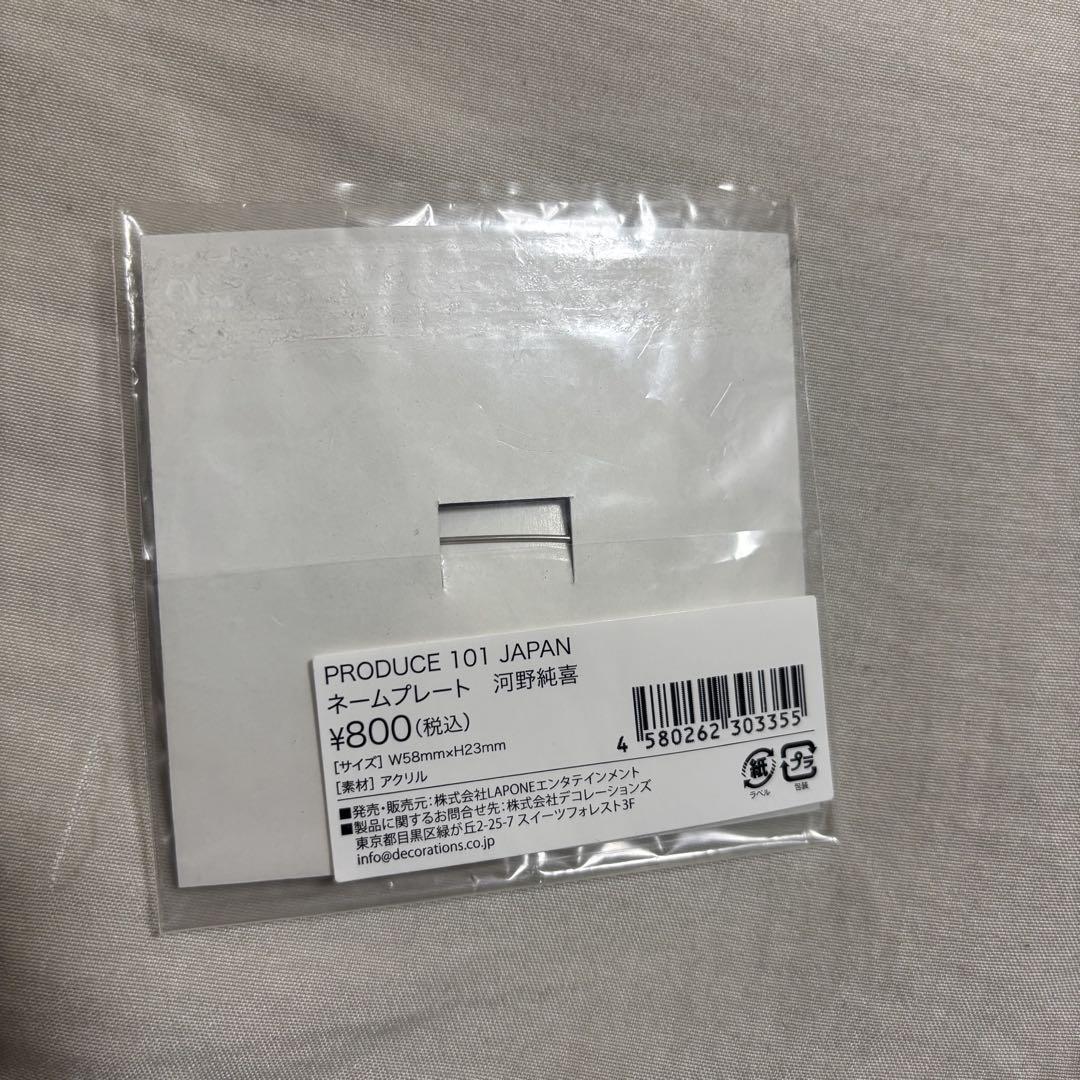 PRODUCE 101 JAPAN
ネームプレート 河野純喜
¥800(税込)
[サイズ] W58mm×H23mm
[素材] アクリル
4 580262 303355
紙
ラベル
プラ
包装
■発売・販売元:株式会社LAPONEエンタテインメント
■製品に関するお問合せ先:株式会社デコレーションズ
東京都目黒区緑が丘2-25-7 スイーツフォレスト3F
info@decorations.co.jp